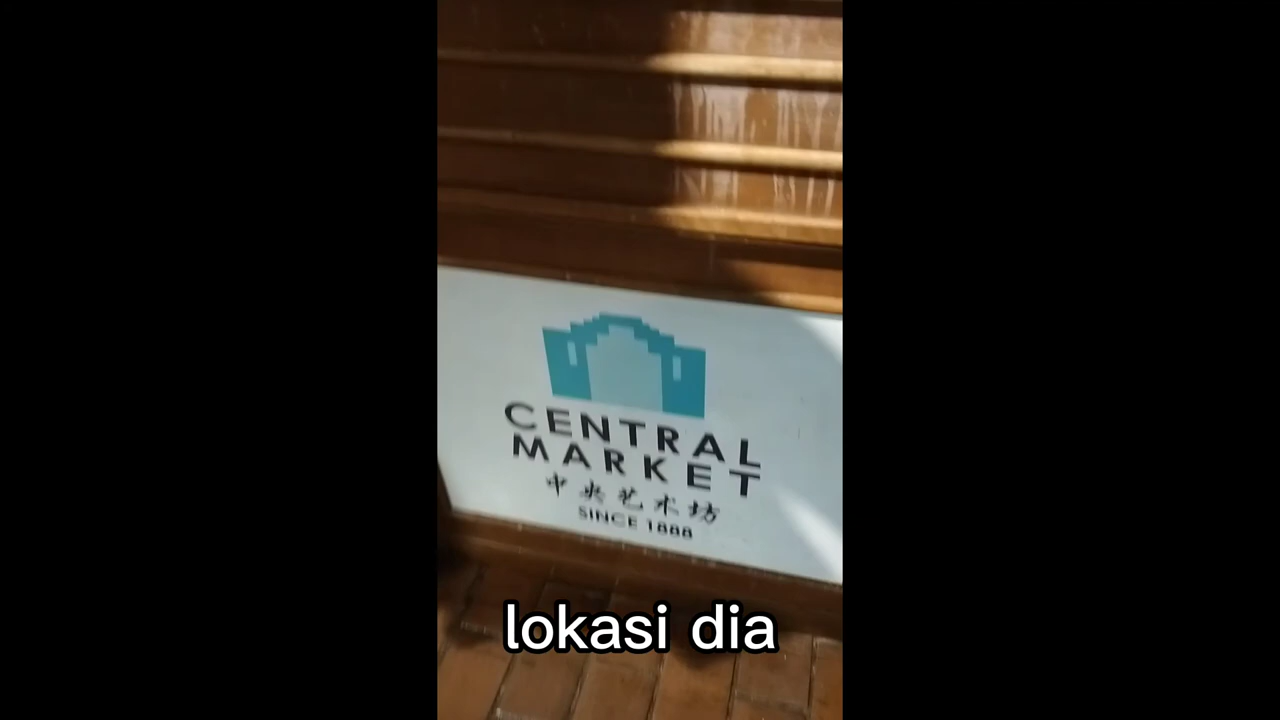 CENTRAL
MARKET
中央艺术坊
SINCE 1888
lokasi dia